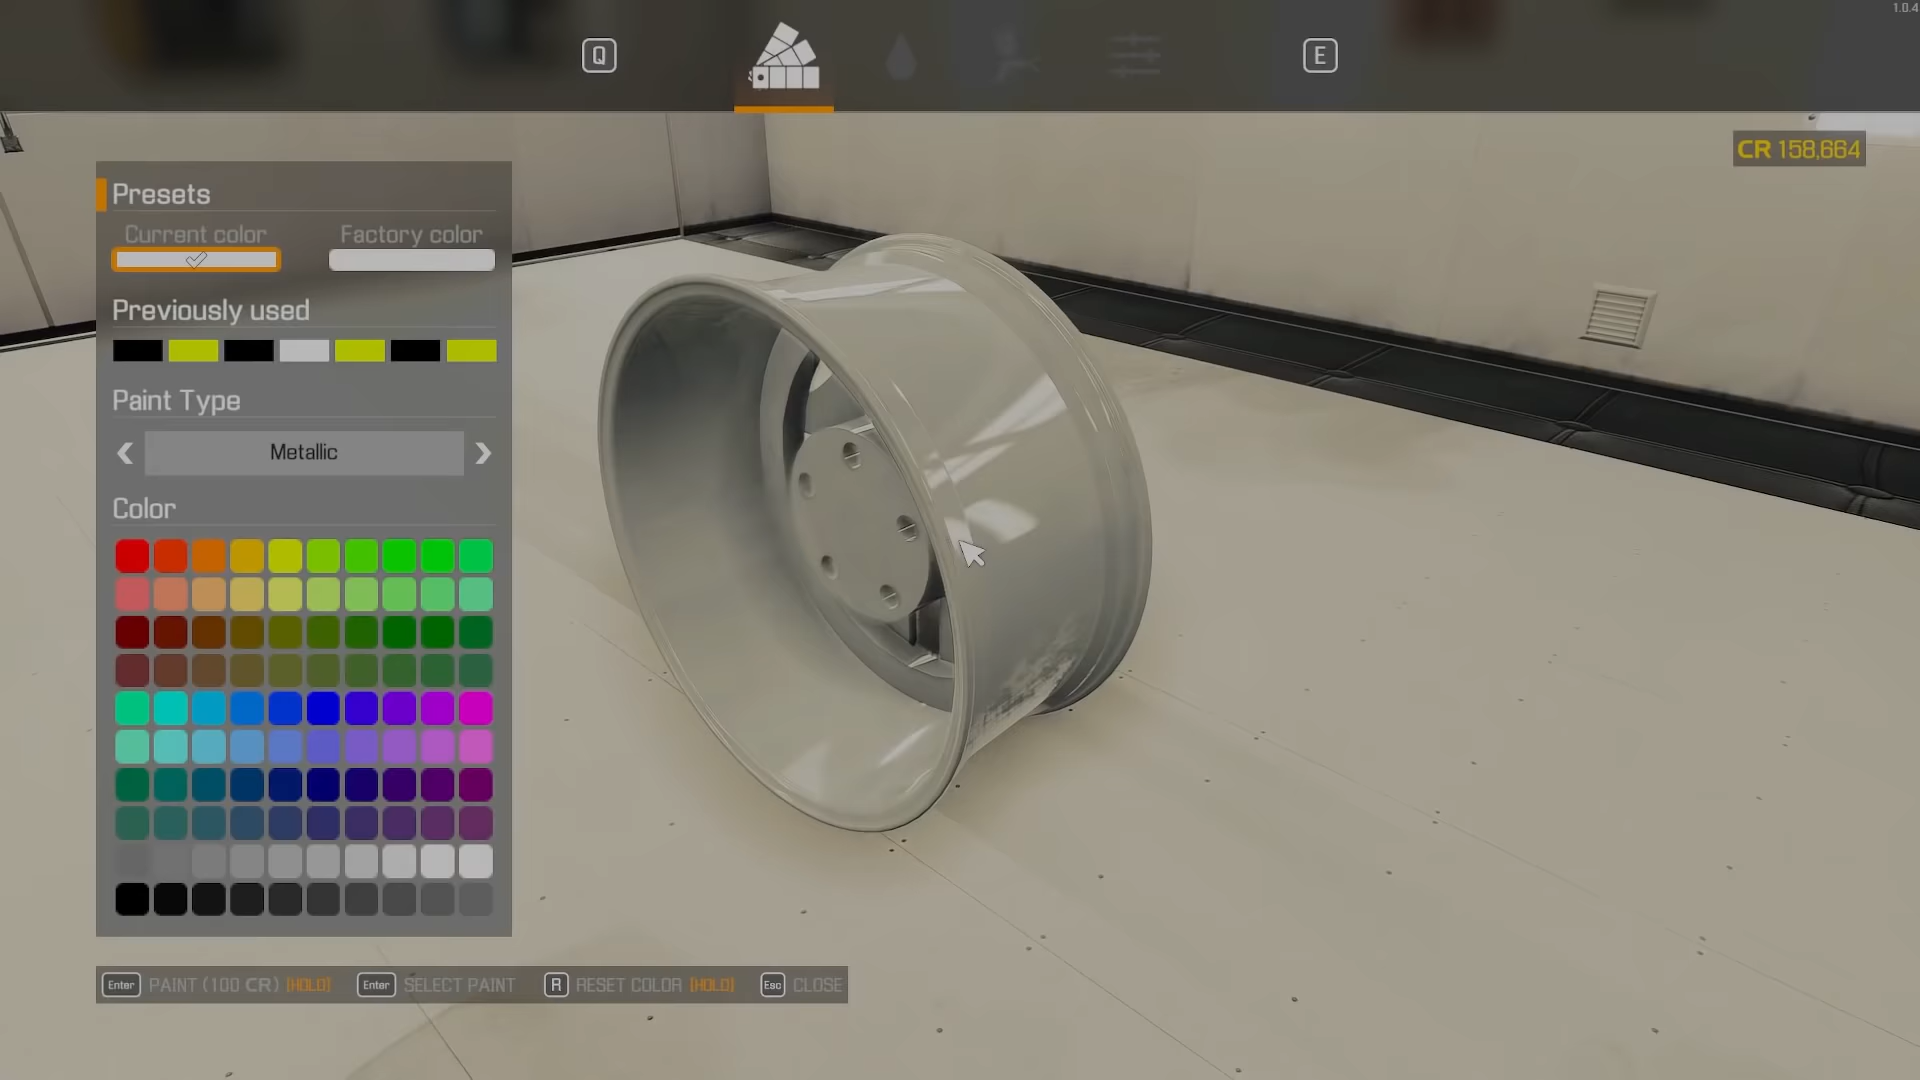 1.0.4
Q
E
CR 158,664
Presets
Current color Factory color
Previously used
Paint Type
Metallic
Color
Enter PAINT (100 CR) [HOLD] Enter SELECT PAINT R RESET COLOR [HOLD] Esc CLOSE